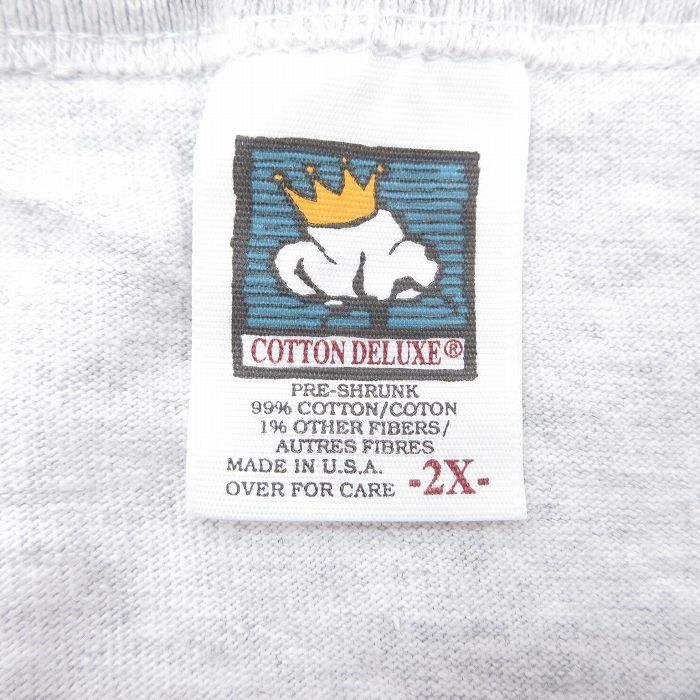 COTTON DELUXE®
PRE-SHRUNK
99% COTTON/COTON
1% OTHER FIBERS/
AUTRES FIBRES
MADE IN U.S.A.
OVER FOR CARE -2X-